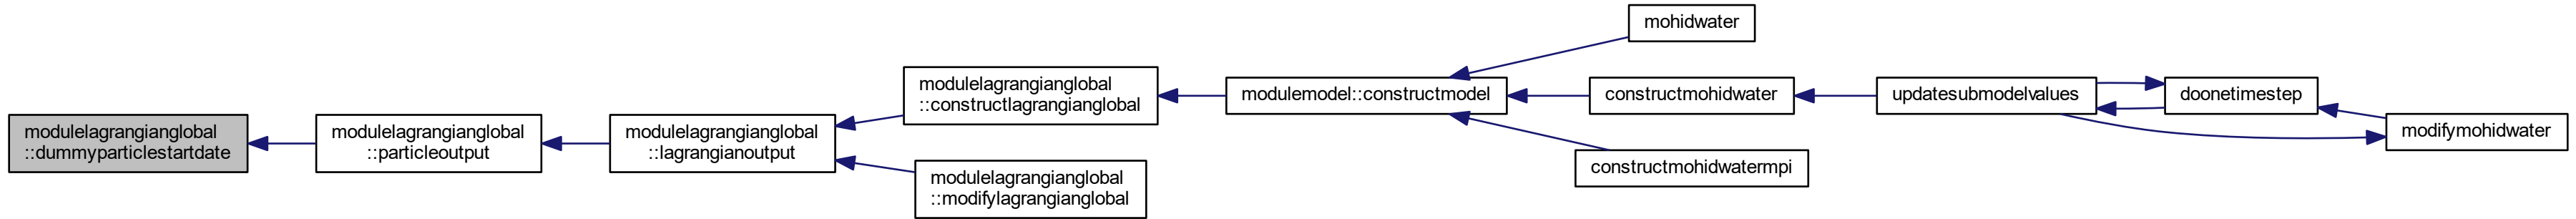 modulelagrangianglobal
::dummyparticlestartdate
modulelagrangianglobal
::particleoutput
modulelagrangianglobal
::lagrangianoutput
modulelagrangianglobal
::constructlagrangianglobal
modulelagrangianglobal
::modifylagrangianglobal
modulemodel::constructmodel
mohidwater
constructmohidwater
constructmohidwatermpi
updatesubmodelvalues
doonetimestep
modifymohidwater